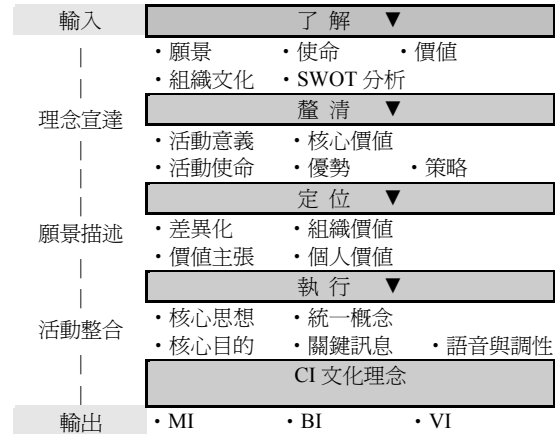 輸入 了 解 ▼
・願景 ・使命 ・價值
・組織文化 ・SWOT 分析
理念宣達 釐 清 ▼
・活動意義 ・核心價值
・活動使命 ・優勢 ・策略
定 位 ▼
願景描述 ・差異化 ・組織價值
・價值主張 ・個人價值
執 行 ▼
活動整合 ・核心思想 ・統一概念
・核心目的 ・關鍵訊息 ・語音與調性
CI 文化理念
輸出 ・MI ・BI ・VI